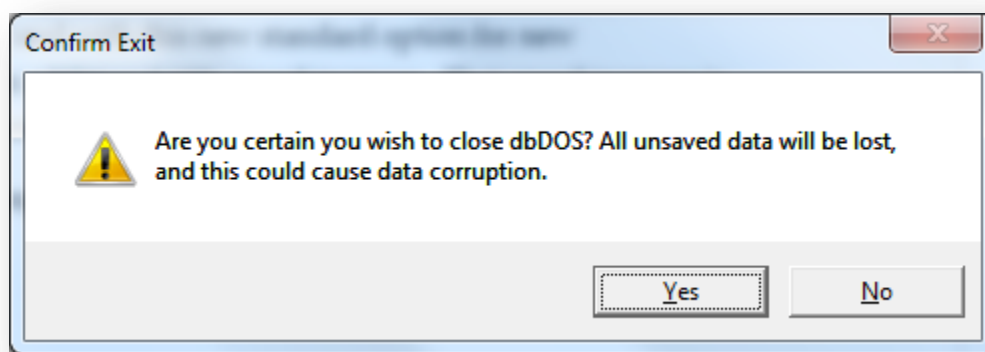 Confirm Exit
Are you certain you wish to close dbDOS? All unsaved data will be lost,
and this could cause data corruption.
Yes
No